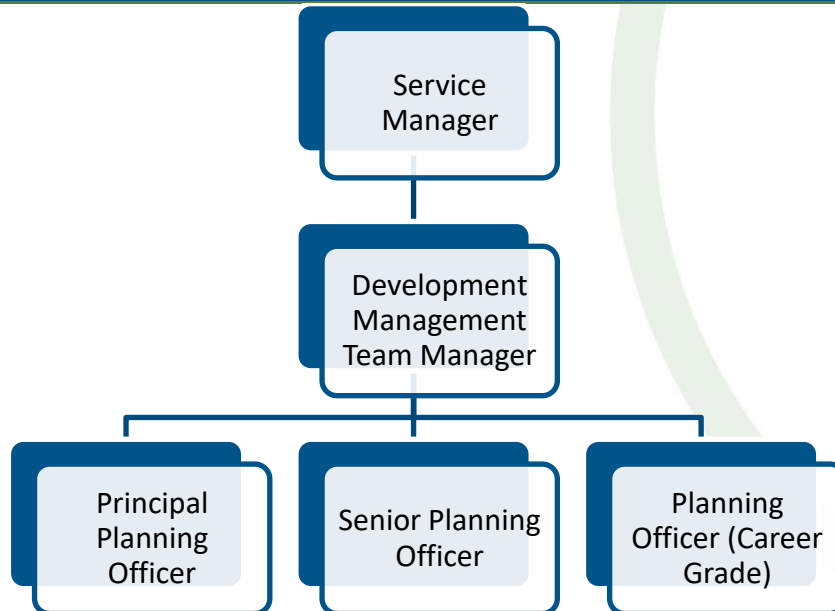 Service
Manager
Development
Management
Team Manager
Principal
Planning
Officer
Senior Planning
Officer
Planning
Officer (Career
Grade)